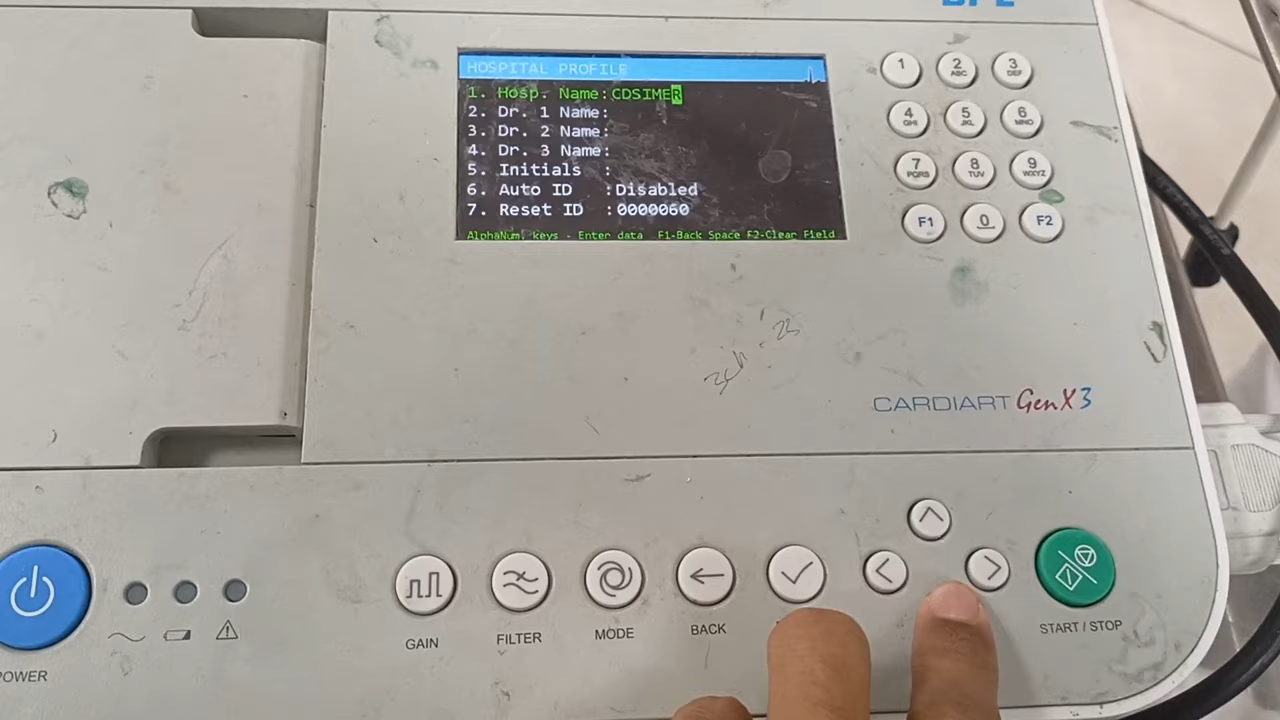 HOSPITAL PROFILE
1. Hosp. Name:CDSIMER
2. Dr. 1 Name:
3. Dr. 2 Name:
4. Dr. 3 Name:
5. Initials :
6. Auto ID :Disabled
7. Reset ID :0000060
AlphaNum. keys - Enter data F1-Back Space F2-Clear Field
1
2 ABC
3 DEF
4 GHI
5 JKL
6 MNO
7 PQRS
8 TUV
9 WXYZ
F1
0
F2
CARDIART GenX3
GAIN
FILTER
MODE
BACK
START / STOP
POWER